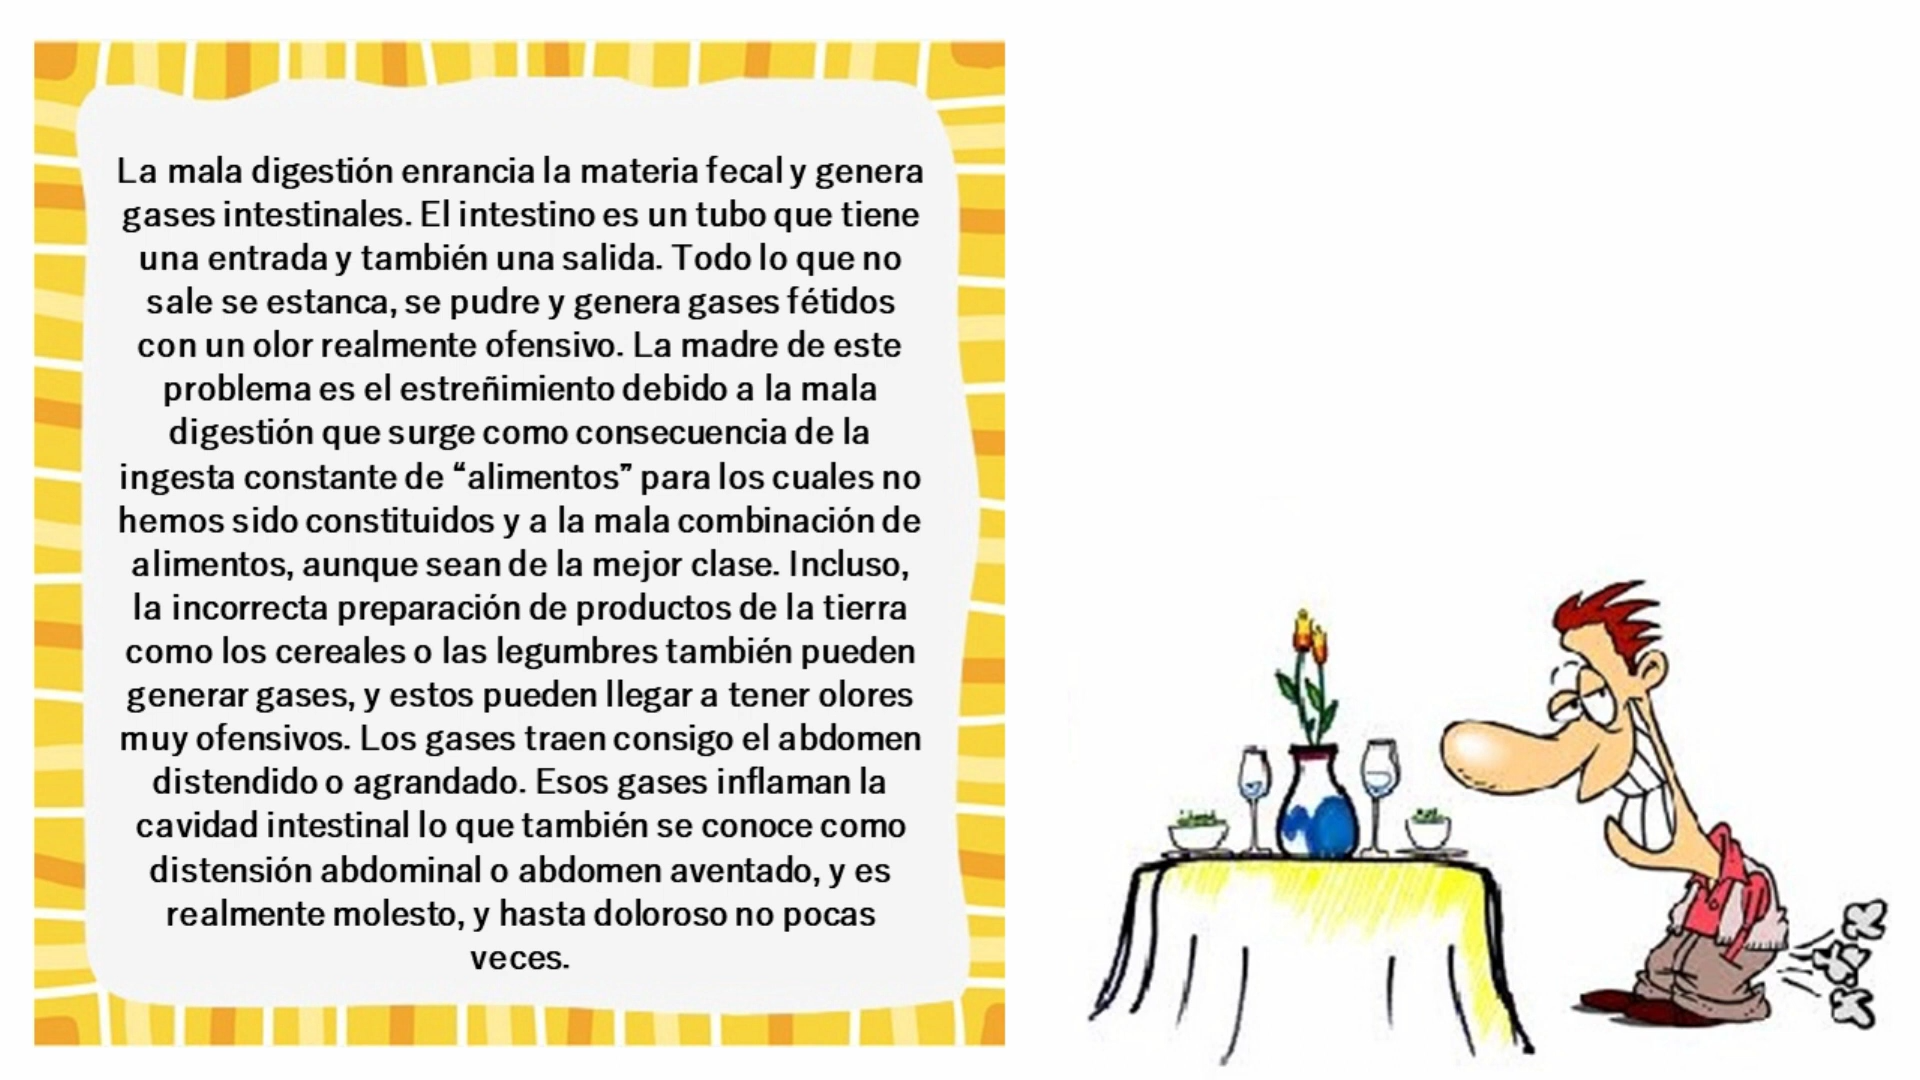 La mala digestión enrancia la materia fecal y genera
gases intestinales. El intestino es un tubo que tiene
una entrada y también una salida. Todo lo que no
sale se estanca, se pudre y genera gases fétidos
con un olor realmente ofensivo. La madre de este
problema es el estreñimiento debido a la mala
digestión que surge como consecuencia de la
ingesta constante de “alimentos” para los cuales no
hemos sido constituidos y a la mala combinación de
alimentos, aunque sean de la mejor clase. Incluso,
la incorrecta preparación de productos de la tierra
como los cereales o las legumbres también pueden
generar gases, y estos pueden llegar a tener olores
muy ofensivos. Los gases traen consigo el abdomen
distendido o agrandado. Esos gases inflaman la
cavidad intestinal lo que también se conoce como
distensión abdominal o abdomen aventado, y es
realmente molesto, y hasta doloroso no pocas
veces.